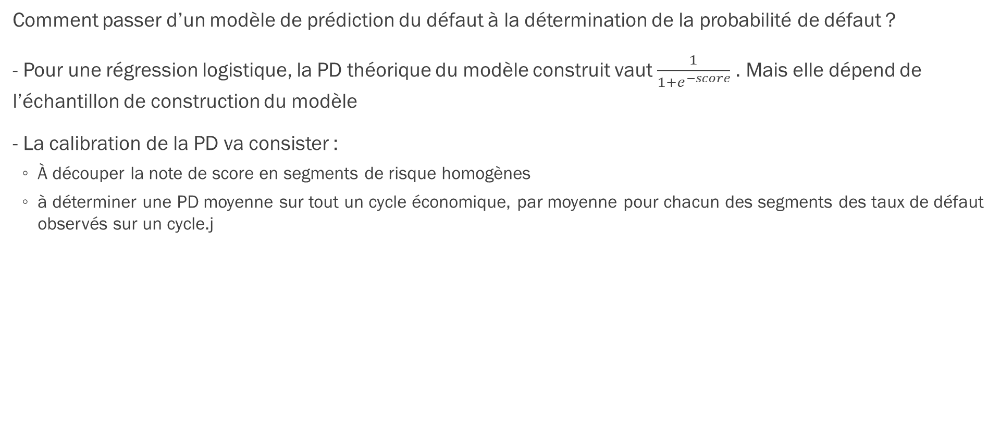 Comment passer d’un modèle de prédiction du défaut à la détermination de la probabilité de défaut ?
- Pour une régression logistique, la PD théorique du modèle construit vaut \frac{1}{1+e^{-score}} . Mais elle dépend de
l’échantillon de construction du modèle
- La calibration de la PD va consister :
◦ À découper la note de score en segments de risque homogènes
◦ à déterminer une PD moyenne sur tout un cycle économique, par moyenne pour chacun des segments des taux de défaut
observés sur un cycle.j